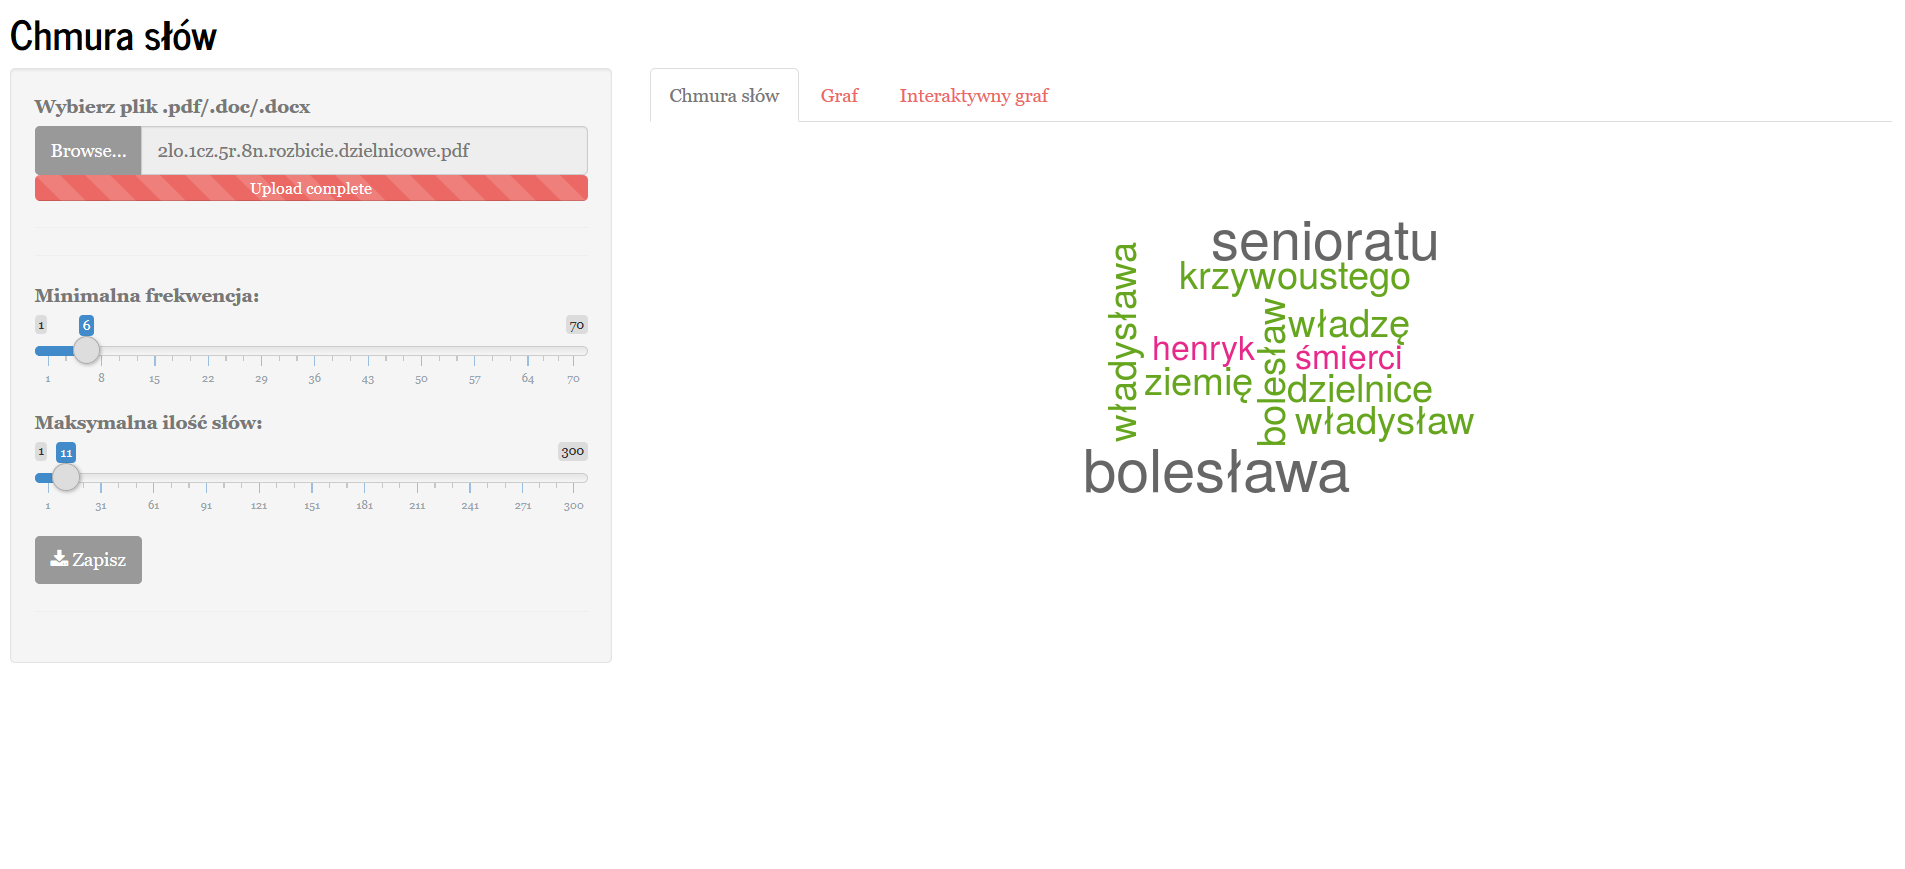 Chmura słów
Wybierz plik .pdf/.doc/.docx
Browse... 2lo.1cz.5r.8n.rozbicie.dzielnicowe.pdf
Upload complete
Minimalna frekwencja:
1 6 70
1 8 15 22 29 36 43 50 57 64 70
Maksymalna ilość słów:
1 11 300
1 31 61 91 121 151 181 211 241 271 300
Zapisz
Chmura słów Graf Interaktywny graf
senioratu
krzywoustego
władysława
bolesław
władzę
henryk
śmierci
ziemię
dzielnice
władysław
bolesława